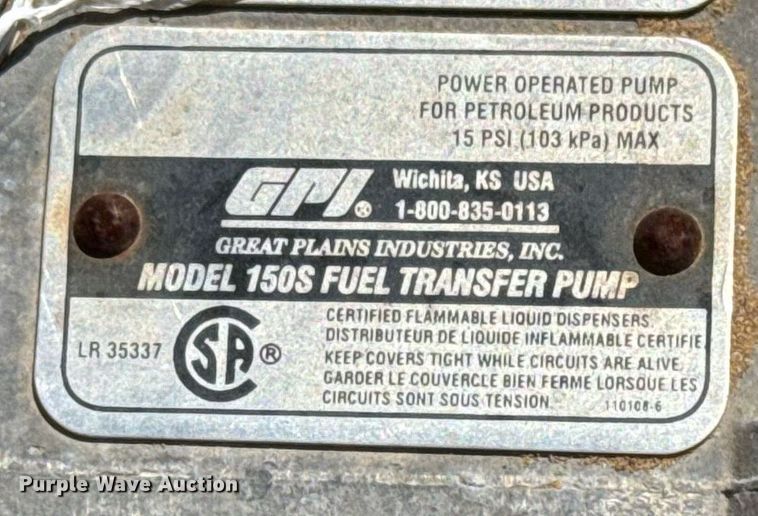 POWER OPERATED PUMP
FOR PETROLEUM PRODUCTS
15 PSI (103 kPa) MAX
GPI®
Wichita, KS USA
1-800-835-0113
GREAT PLAINS INDUSTRIES, INC.
MODEL 150S FUEL TRANSFER PUMP
LR 35337
CSA®
CERTIFIED FLAMMABLE LIQUID DISPENSERS.
DISTRIBUTEUR DE LIQUIDE INFLAMMABLE CERTIFIE.
KEEP COVERS TIGHT WHILE CIRCUITS ARE ALIVE.
GARDER LE COUVERCLE BIEN FERME LORSQUE LES
CIRCUITS SONT SOUS TENSION.
110108-6
Purple Wave Auction